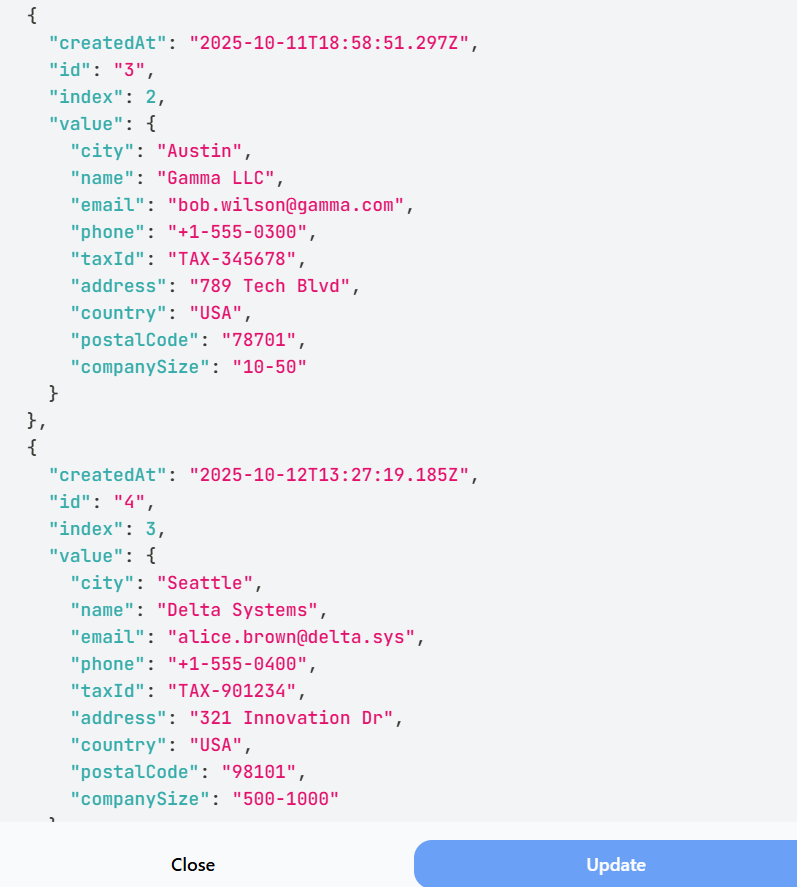 {
  "createdAt": "2025-10-11T18:58:51.297Z",
  "id": "3",
  "index": 2,
  "value": {
    "city": "Austin",
    "name": "Gamma LLC",
    "email": "bob.wilson@gamma.com",
    "phone": "+1-555-0300",
    "taxId": "TAX-345678",
    "address": "789 Tech Blvd",
    "country": "USA",
    "postalCode": "78701",
    "companySize": "10-50"
  }
},
{
  "createdAt": "2025-10-12T13:27:19.185Z",
  "id": "4",
  "index": 3,
  "value": {
    "city": "Seattle",
    "name": "Delta Systems",
    "email": "alice.brown@delta.sys",
    "phone": "+1-555-0400",
    "taxId": "TAX-901234",
    "address": "321 Innovation Dr",
    "country": "USA",
    "postalCode": "98101",
    "companySize": "500-1000"
Close Update